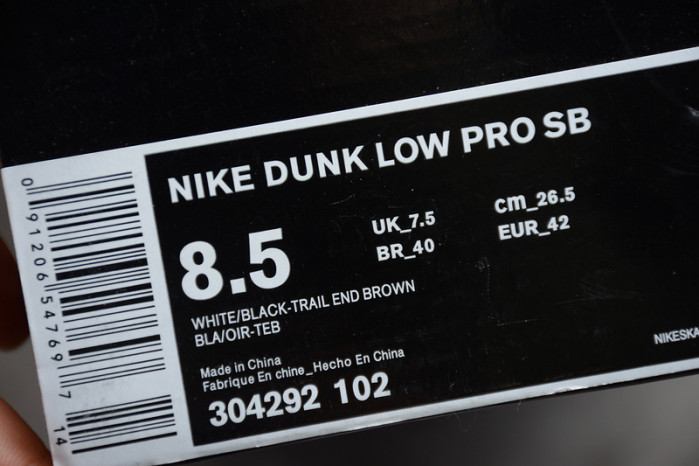 NIKE DUNK LOW PRO SB
8.5
UK_7.5
cm_26.5
BR_40
EUR_42
WHITE/BLACK-TRAIL END BROWN
BLA/OIR-TEB
Made in China
Fabrique En chine_Hecho En China
304292 102
NIKESKA
0 91206 54769 7 14